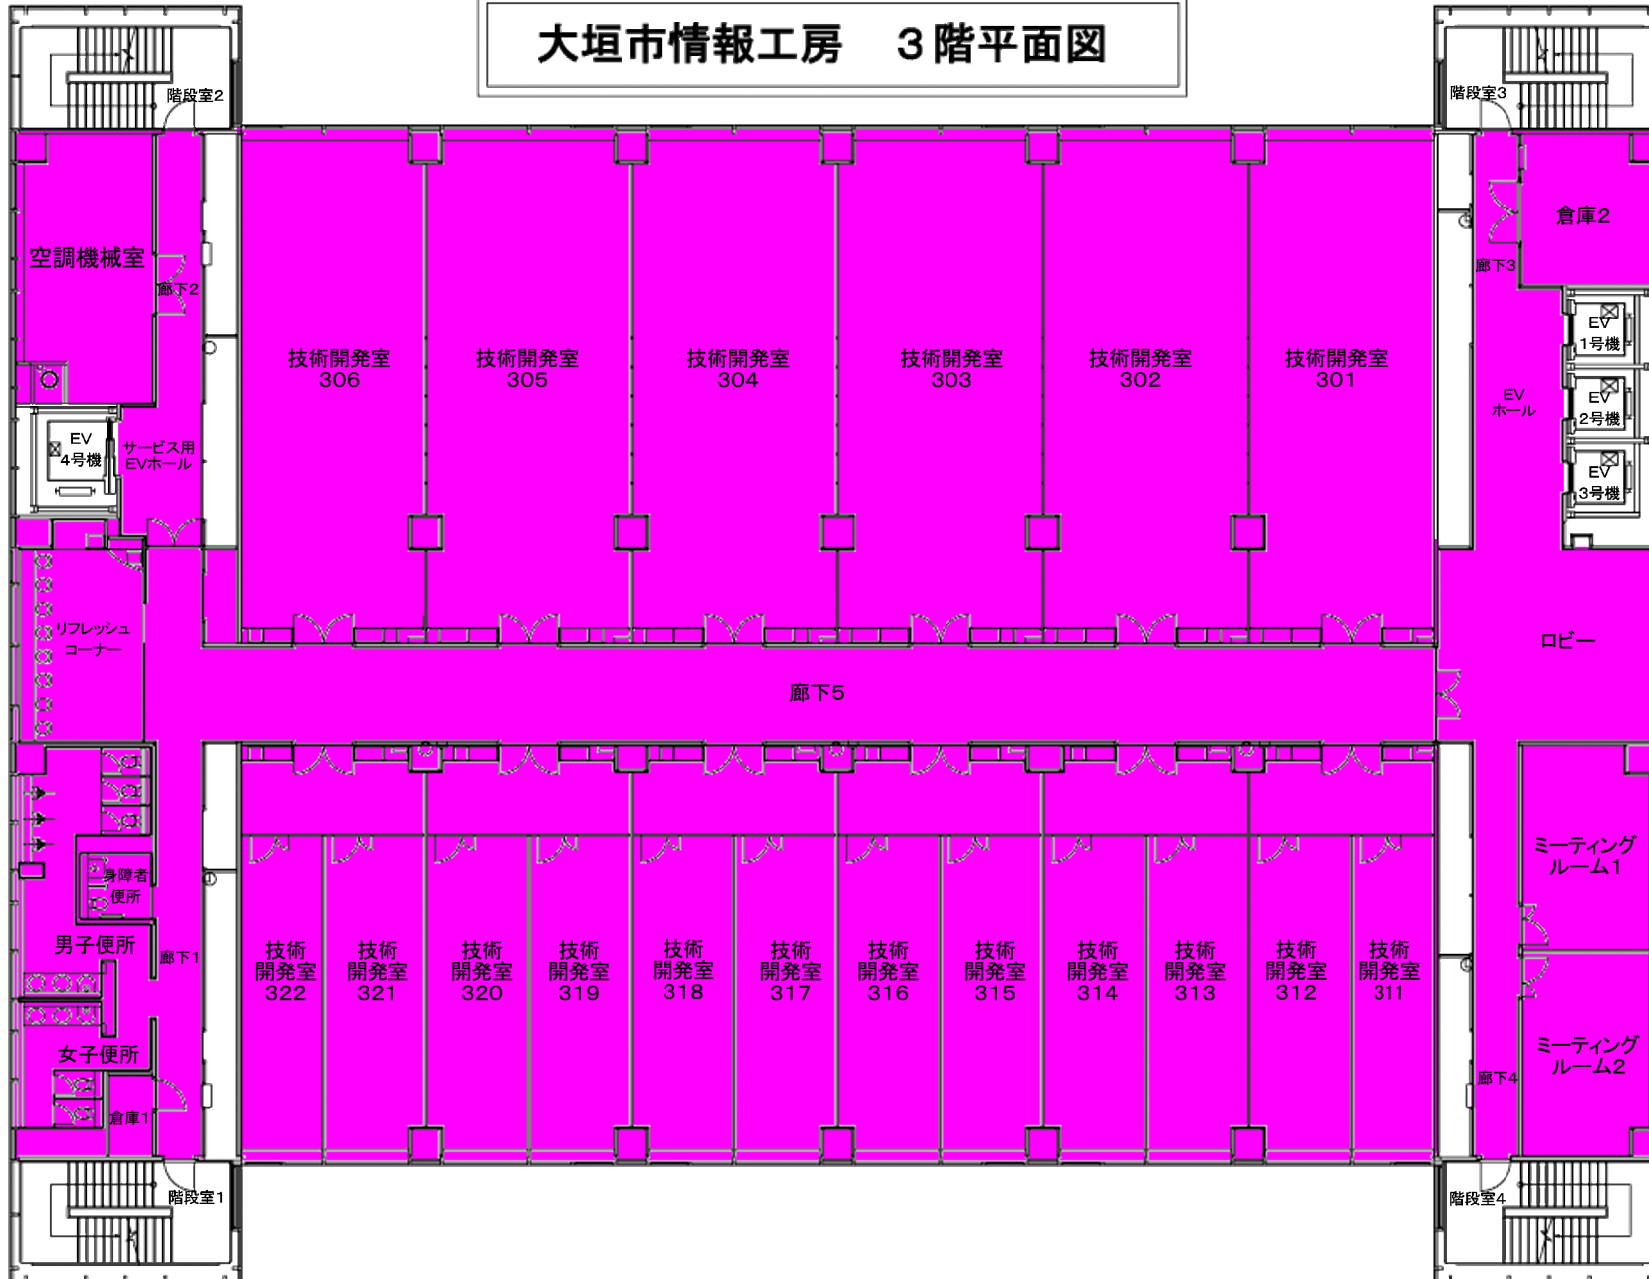 大垣市情報工房　３階平面図
階段室2
階段室3
空調機械室
廊下2
倉庫2
廊下3
技術開発室
306
技術開発室
305
技術開発室
304
技術開発室
303
技術開発室
302
技術開発室
301
EV
1号機
EV
2号機
EV
3号機
EV
ホール
EV
4号機
サービス用
EVホール
リフレッシュ
コーナー
ロビー
廊下5
身障者
便所
男子便所
廊下1
女子便所
倉庫1
技術
開発室
322
技術
開発室
321
技術
開発室
320
技術
開発室
319
技術
開発室
318
技術
開発室
317
技術
開発室
316
技術
開発室
315
技術
開発室
314
技術
開発室
313
技術
開発室
312
技術
開発室
311
ミーティング
ルーム1
ミーティング
ルーム2
廊下4
階段室1
階段室4